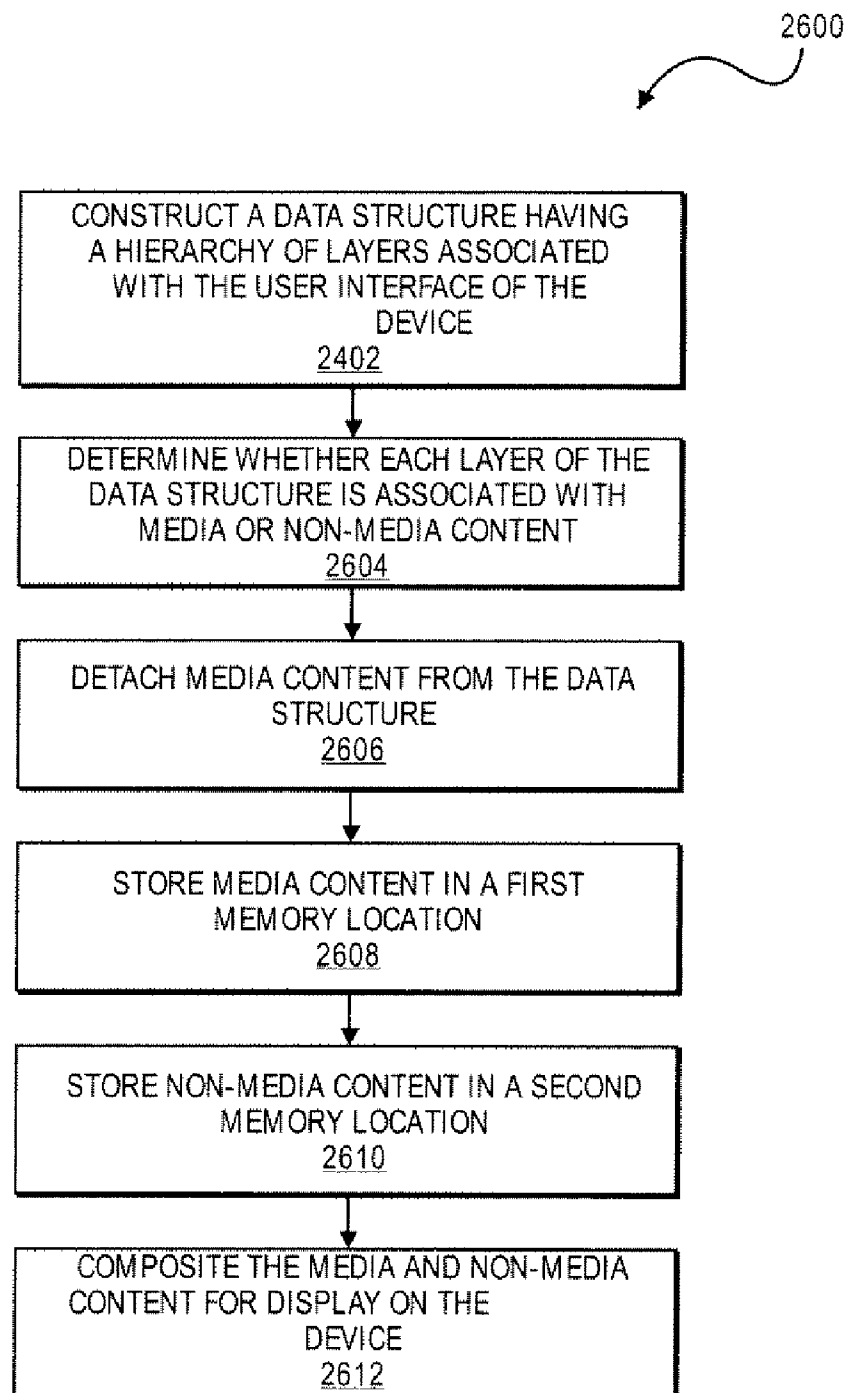 2600
CONSTRUCT A DATA STRUCTURE HAVING
A HIERARCHY OF LAYERS ASSOCIATED
WITH THE USER INTERFACE OF THE
DEVICE
2402
DETERMINE WHETHER EACH LAYER OF THE
DATA STRUCTURE IS ASSOCIATED WITH
MEDIA OR NON-MEDIA CONTENT
2604
DETACH MEDIA CONTENT FROM THE DATA
STRUCTURE
2606
STORE MEDIA CONTENT IN A FIRST
MEMORY LOCATION
2608
STORE NON-MEDIA CONTENT IN A SECOND
MEMORY LOCATION
2610
COMPOSITE THE MEDIA AND NON-MEDIA
CONTENT FOR DISPLAY ON THE
DEVICE
2612